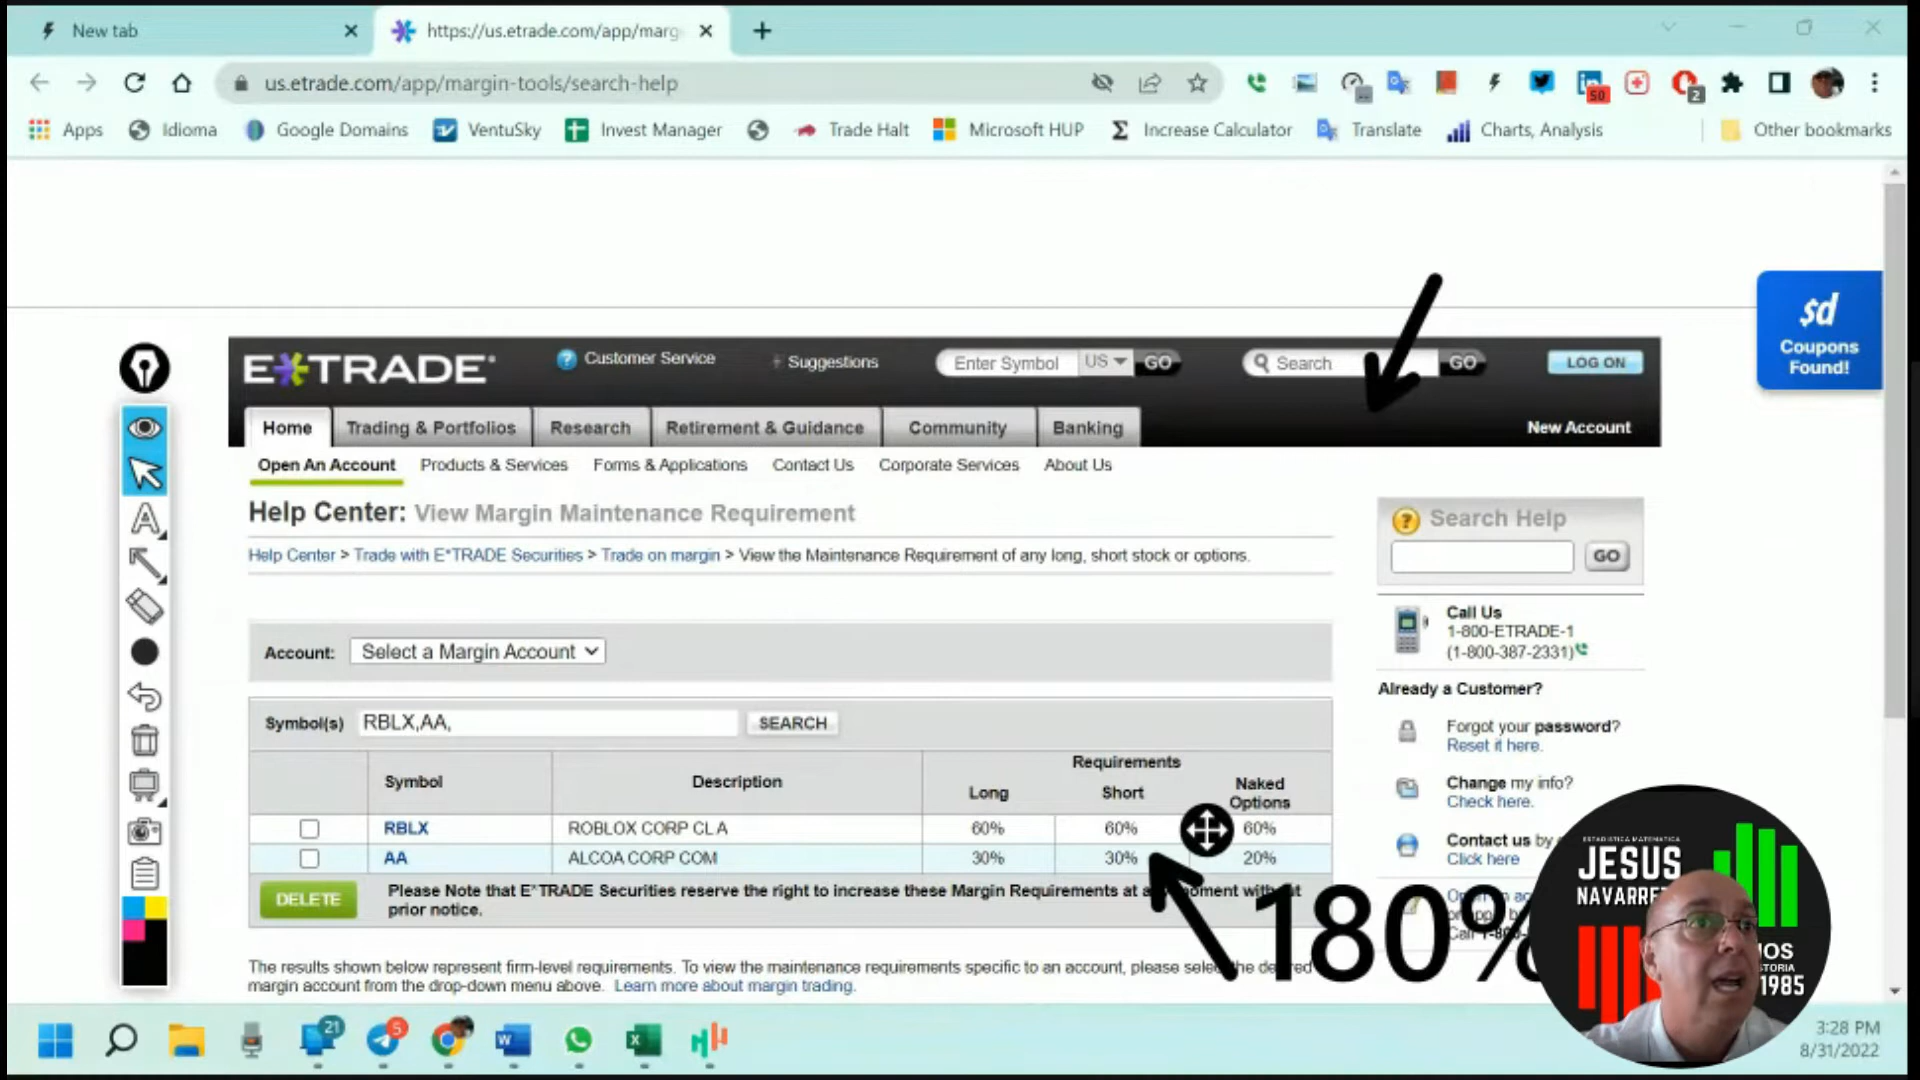 New tab
https://us.etrade.com/app/marg
us.etrade.com/app/margin-tools/search-help
50
2
Apps
Idioma
Google Domains
VentuSky
Invest Manager
Trade Halt
Microsoft HUP
Increase Calculator
Translate
Charts, Analysis
Other bookmarks
$d
Coupons
Found!
E*TRADE
Customer Service
Suggestions
Enter Symbol
US
GO
Search
GO
LOG ON
Home
Trading & Portfolios
Research
Retirement & Guidance
Community
Banking
New Account
Open An Account
Products & Services
Forms & Applications
Contact Us
Corporate Services
About Us
Help Center: View Margin Maintenance Requirement
Help Center > Trade with E*TRADE Securities > Trade on margin > View the Maintenance Requirement of any long, short stock or options.
Account:
Select a Margin Account
Symbol(s)
RBLX,AA,
SEARCH
Symbol
Description
Requirements
Long
Short
Naked
Options
RBLX
ROBLOX CORP CL A
60%
60%
60%
AA
ALCOA CORP COM
30%
30%
20%
DELETE
Please Note that E*TRADE Securities reserve the right to increase these Margin Requirements at
prior notice.
The results shown below represent firm-level requirements. To view the maintenance requirements specific to an account, please select the desired
margin account from the drop-down menu above. Learn more about margin trading.
180%
Search Help
GO
Call Us
1-800-ETRADE-1
(1-800-387-2331)
Already a Customer?
Forgot your password?
Reset it here.
Change my info?
Check here.
Contact us by
Click here
ESTADISTICA MATEMATICA
JESUS
1985
21
5
3:28 PM
8/31/2022